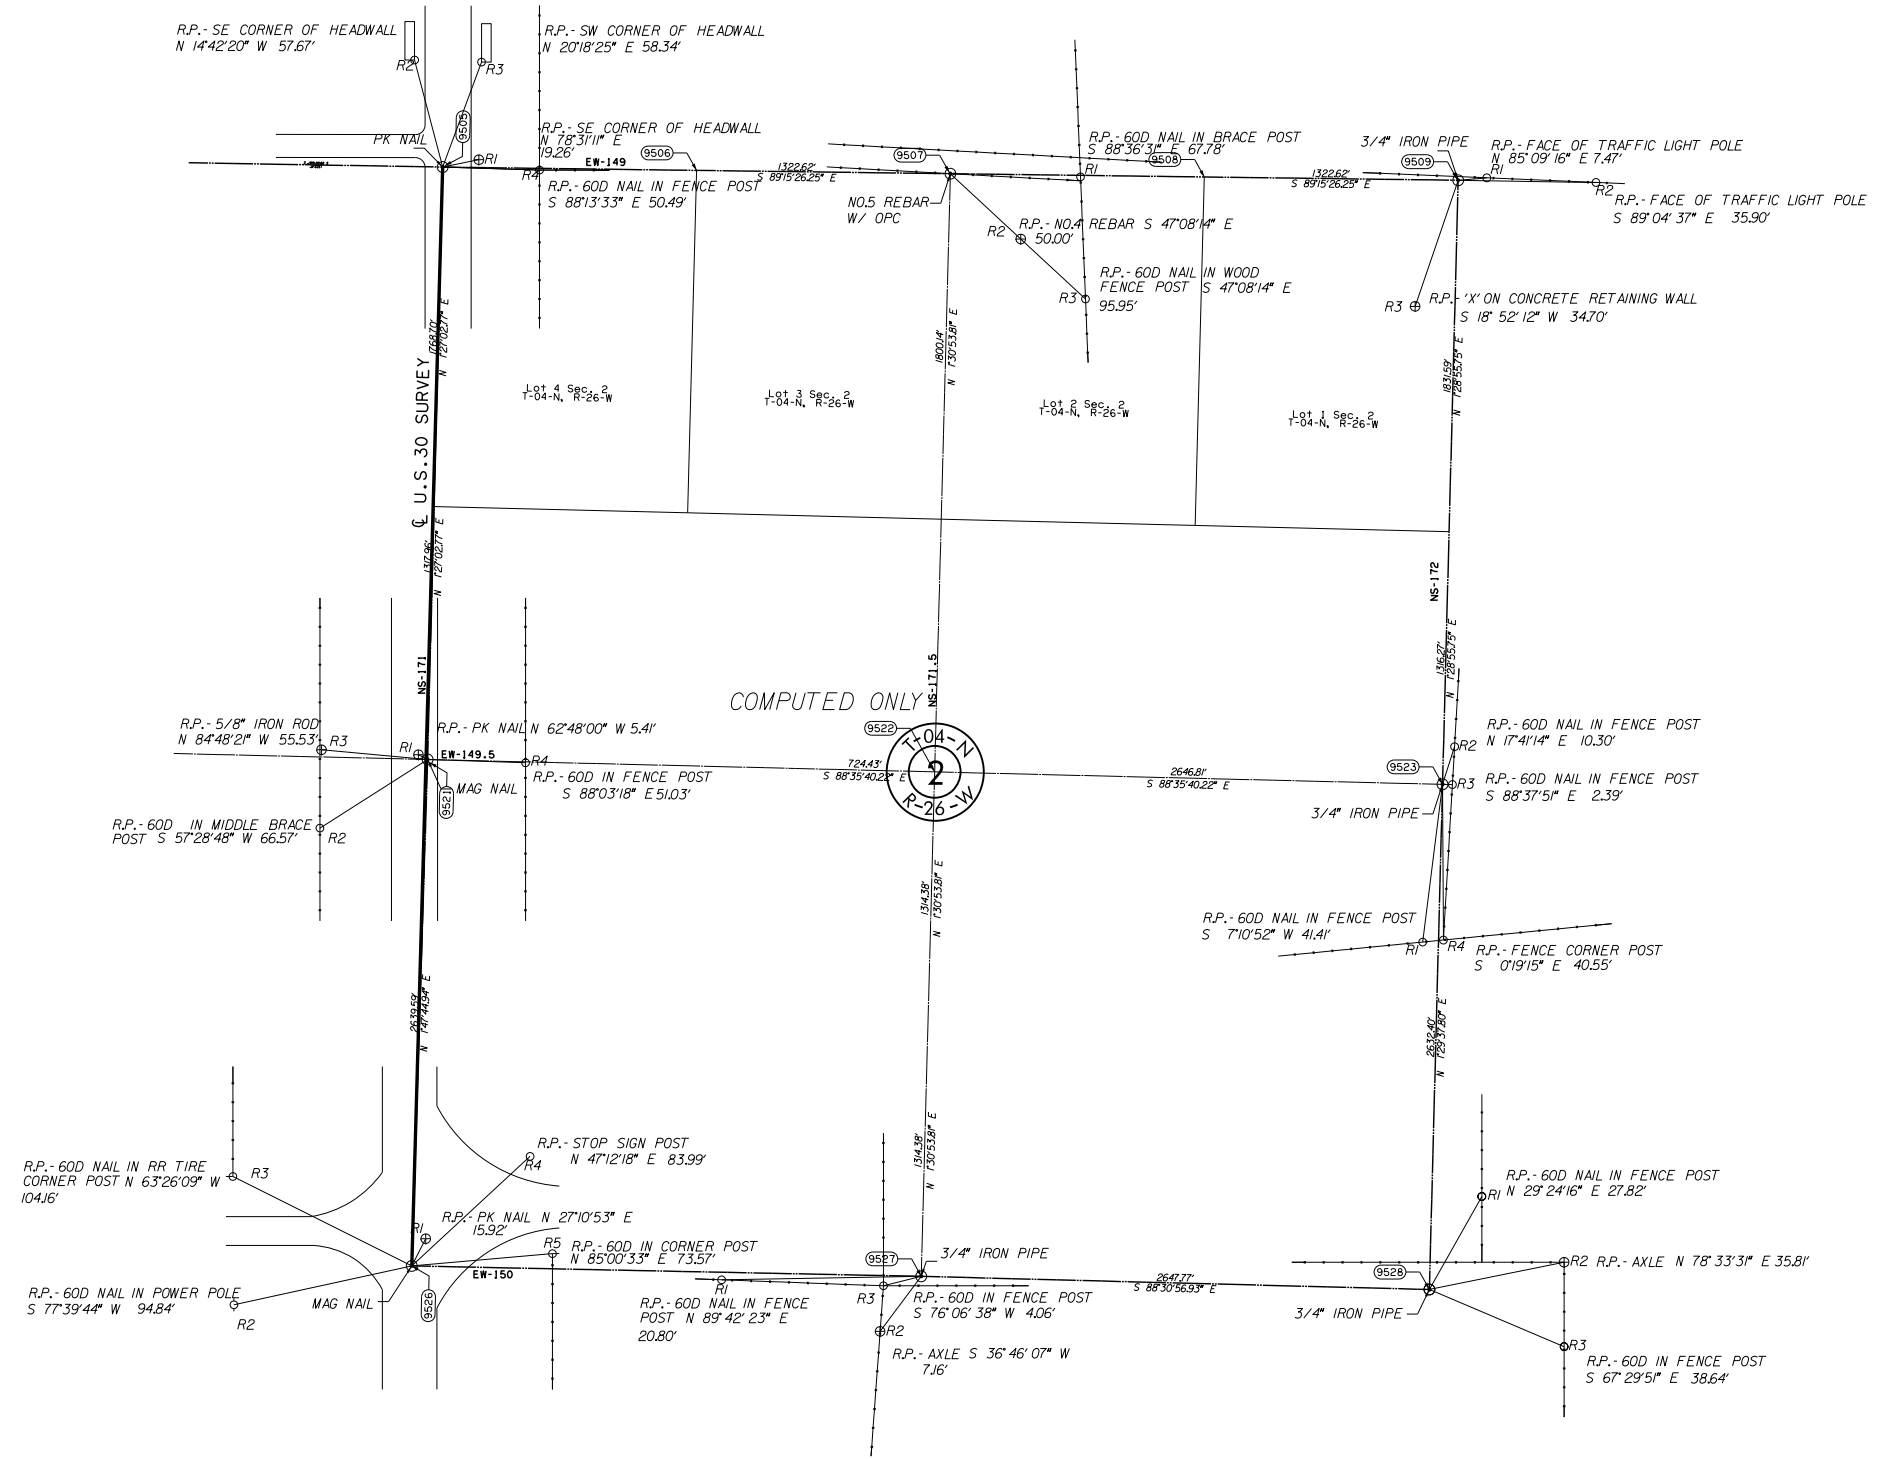 R.P.- SE CORNER OF HEADWALL
N 14°42'20" W 57.67'
R2
R3
R.P.- SW CORNER OF HEADWALL
N 20°18'25" E 58.34'
9505
PK NAIL
R1
R.P.- SE CORNER OF HEADWALL
N 78°31'11" E
19.26'
EW-149
R4
R.P.- 60D NAIL IN FENCE POST
S 88°13'33" E 50.49'
9506
1322.62'
S 89°15'26.25" E
9507
NO.5 REBAR
W/ OPC
R.P.- 60D NAIL IN BRACE POST
S 88°36'31" E 67.78'
R1
9508
R2
R.P.- NO.4 REBAR S 47°08'14" E
50.00'
R.P.- 60D NAIL IN WOOD
FENCE POST S 47°08'14" E
95.95'
R3
1322.62'
S 89°15'26.25" E
3/4" IRON PIPE
9509
R.P.- FACE OF TRAFFIC LIGHT POLE
N 85°09'16" E 7.47'
R1
R2
R.P.- FACE OF TRAFFIC LIGHT POLE
S 89°04'37" E 35.90'
R3
R.P.- 'X' ON CONCRETE RETAINING WALL
S 18°52'12" W 34.70'
1768.70'
N 1°27'02.77" E
1800.14'
N 1°30'53.81" E
1831.59'
N 1°28'55.75" E
℄ U.S.30 SURVEY
Lot 4 Sec. 2
T-04-N, R-26-W
Lot 3 Sec. 2
T-04-N, R-26-W
Lot 2 Sec. 2
T-04-N, R-26-W
Lot 1 Sec. 2
T-04-N, R-26-W
1317.96'
N 1°27'02.77" E
NS-172
1316.27'
N 1°28'55.75" E
NS-171
NS-171.5
COMPUTED ONLY
9522
T-04-N
2
R-26-W
R.P.- 5/8" IRON ROD
N 84°48'21" W 55.53'
R3
R1
R.P.- PK NAIL N 62°48'00" W 5.41'
EW-149.5
R4
R.P.- 60D IN FENCE POST
S 88°03'18" E 51.03'
MAG NAIL
9521
R.P.- 60D IN MIDDLE BRACE
POST S 57°28'48" W 66.57'
R2
724.43'
S 88°35'40.22" E
2646.81'
S 88°35'40.22" E
9523
R.P.- 60D NAIL IN FENCE POST
N 17°41'14" E 10.30'
R2
R3
R.P.- 60D NAIL IN FENCE POST
S 88°37'51" E 2.39'
3/4" IRON PIPE
R.P.- 60D NAIL IN FENCE POST
S 7°10'52" W 41.41'
R1
R4
R.P.- FENCE CORNER POST
S 0°19'15" E 40.55'
1314.38'
N 1°30'53.81" E
2639.59'
N 1°47'44.94" E
2632.40'
N 1°29'37.80" E
1314.38'
N 1°30'53.81" E
R.P.- STOP SIGN POST
N 47°12'18" E 83.99'
R4
R.P.- 60D NAIL IN RR TIRE
CORNER POST N 63°26'09" W
104.16'
R3
R1
R.P.- PK NAIL N 27°10'53" E
15.92'
R5
R.P.- 60D IN CORNER POST
N 85°00'33" E 73.57'
EW-150
R.P.- 60D NAIL IN POWER POLE
S 77°39'44" W 94.84'
R2
MAG NAIL
9526
9527
3/4" IRON PIPE
R1
R.P.- 60D NAIL IN FENCE
POST N 89°42'23" E
20.80'
R3
R.P.- 60D IN FENCE POST
S 76°06'38" W 4.06'
R2
R.P.- AXLE S 36°46'07" W
7.16'
2647.77'
S 88°30'56.93" E
9528
3/4" IRON PIPE
R.P.- 60D NAIL IN FENCE POST
N 29°24'16" E 27.82'
R1
R2 R.P.- AXLE N 78°33'31" E 35.81'
R3
R.P.- 60D IN FENCE POST
S 67°29'51" E 38.64'